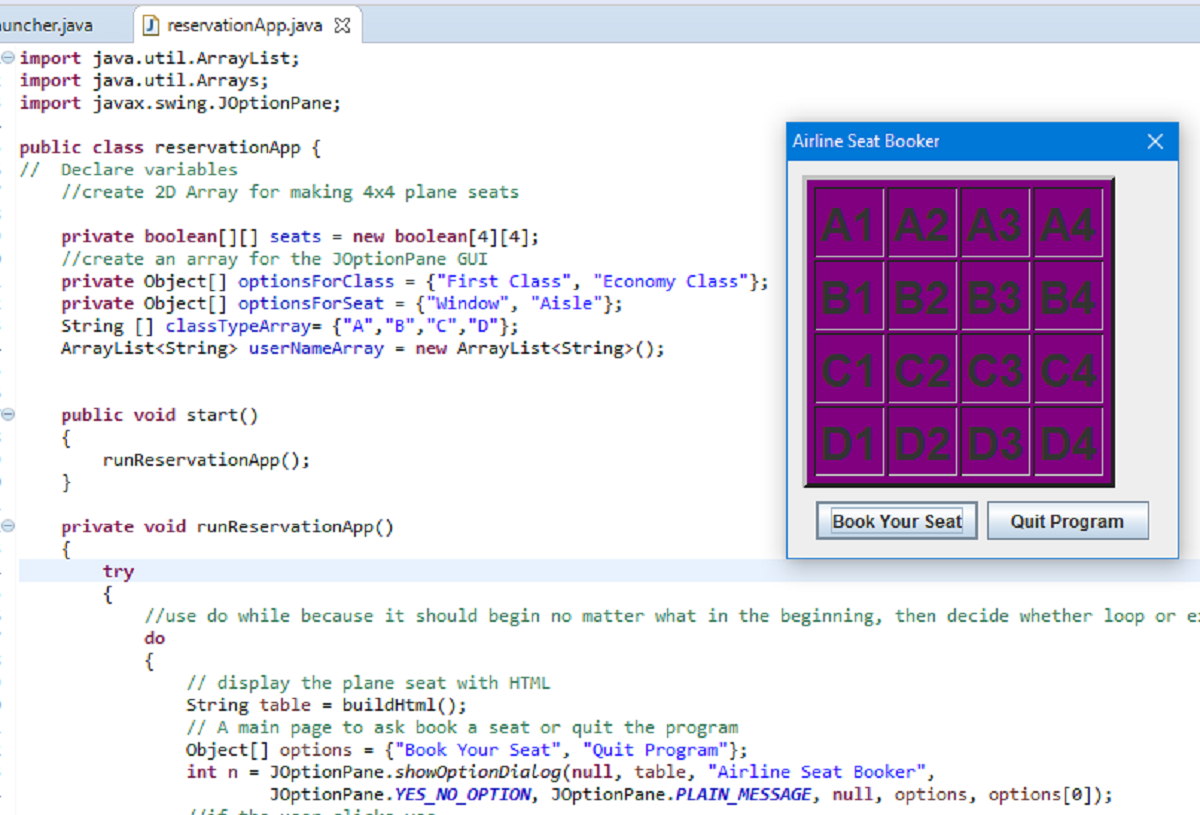 reservationApp.java
import java.util.ArrayList;
import java.util.Arrays;
import javax.swing.JOptionPane;
public class reservationApp {
// Declare variables
//create 2D Array for making 4x4 plane seats
private boolean[][] seats = new boolean[4][4];
//create an array for the JOptionPane GUI
private Object[] optionsForClass = {"First Class", "Economy Class"};
private Object[] optionsForSeat = {"Window", "Aisle"};
String [] classTypeArray= {"A","B","C","D"};
ArrayList<String> userNameArray = new ArrayList<String>();
public void start()
{
runReservationApp();
}
private void runReservationApp()
{
try
{
//use do while because it should begin no matter what in the beginning, then decide whether loop or
do
{
// display the plane seat with HTML
String table = buildHtml();
// A main page to ask book a seat or quit the program
Object[] options = {"Book Your Seat", "Quit Program"};
int n = JOptionPane.showOptionDialog(null, table, "Airline Seat Booker",
JOptionPane.YES_NO_OPTION, JOptionPane.PLAIN_MESSAGE, null, options, options[0]);
Airline Seat Booker
A1 A2 A3 A4
B1 B2 B3 B4
C1 C2 C3 C4
D1 D2 D3 D4
Book Your Seat Quit Program